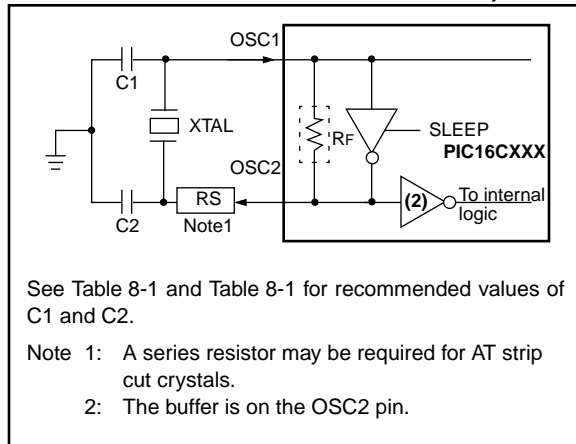 OSC1
C1
XTAL
RF
SLEEP
PIC16CXXX
OSC2
RS
(2)
To internal
logic
C2
Note1
See Table 8-1 and Table 8-1 for recommended values of
C1 and C2.
Note 1: A series resistor may be required for AT strip
cut crystals.
2: The buffer is on the OSC2 pin.